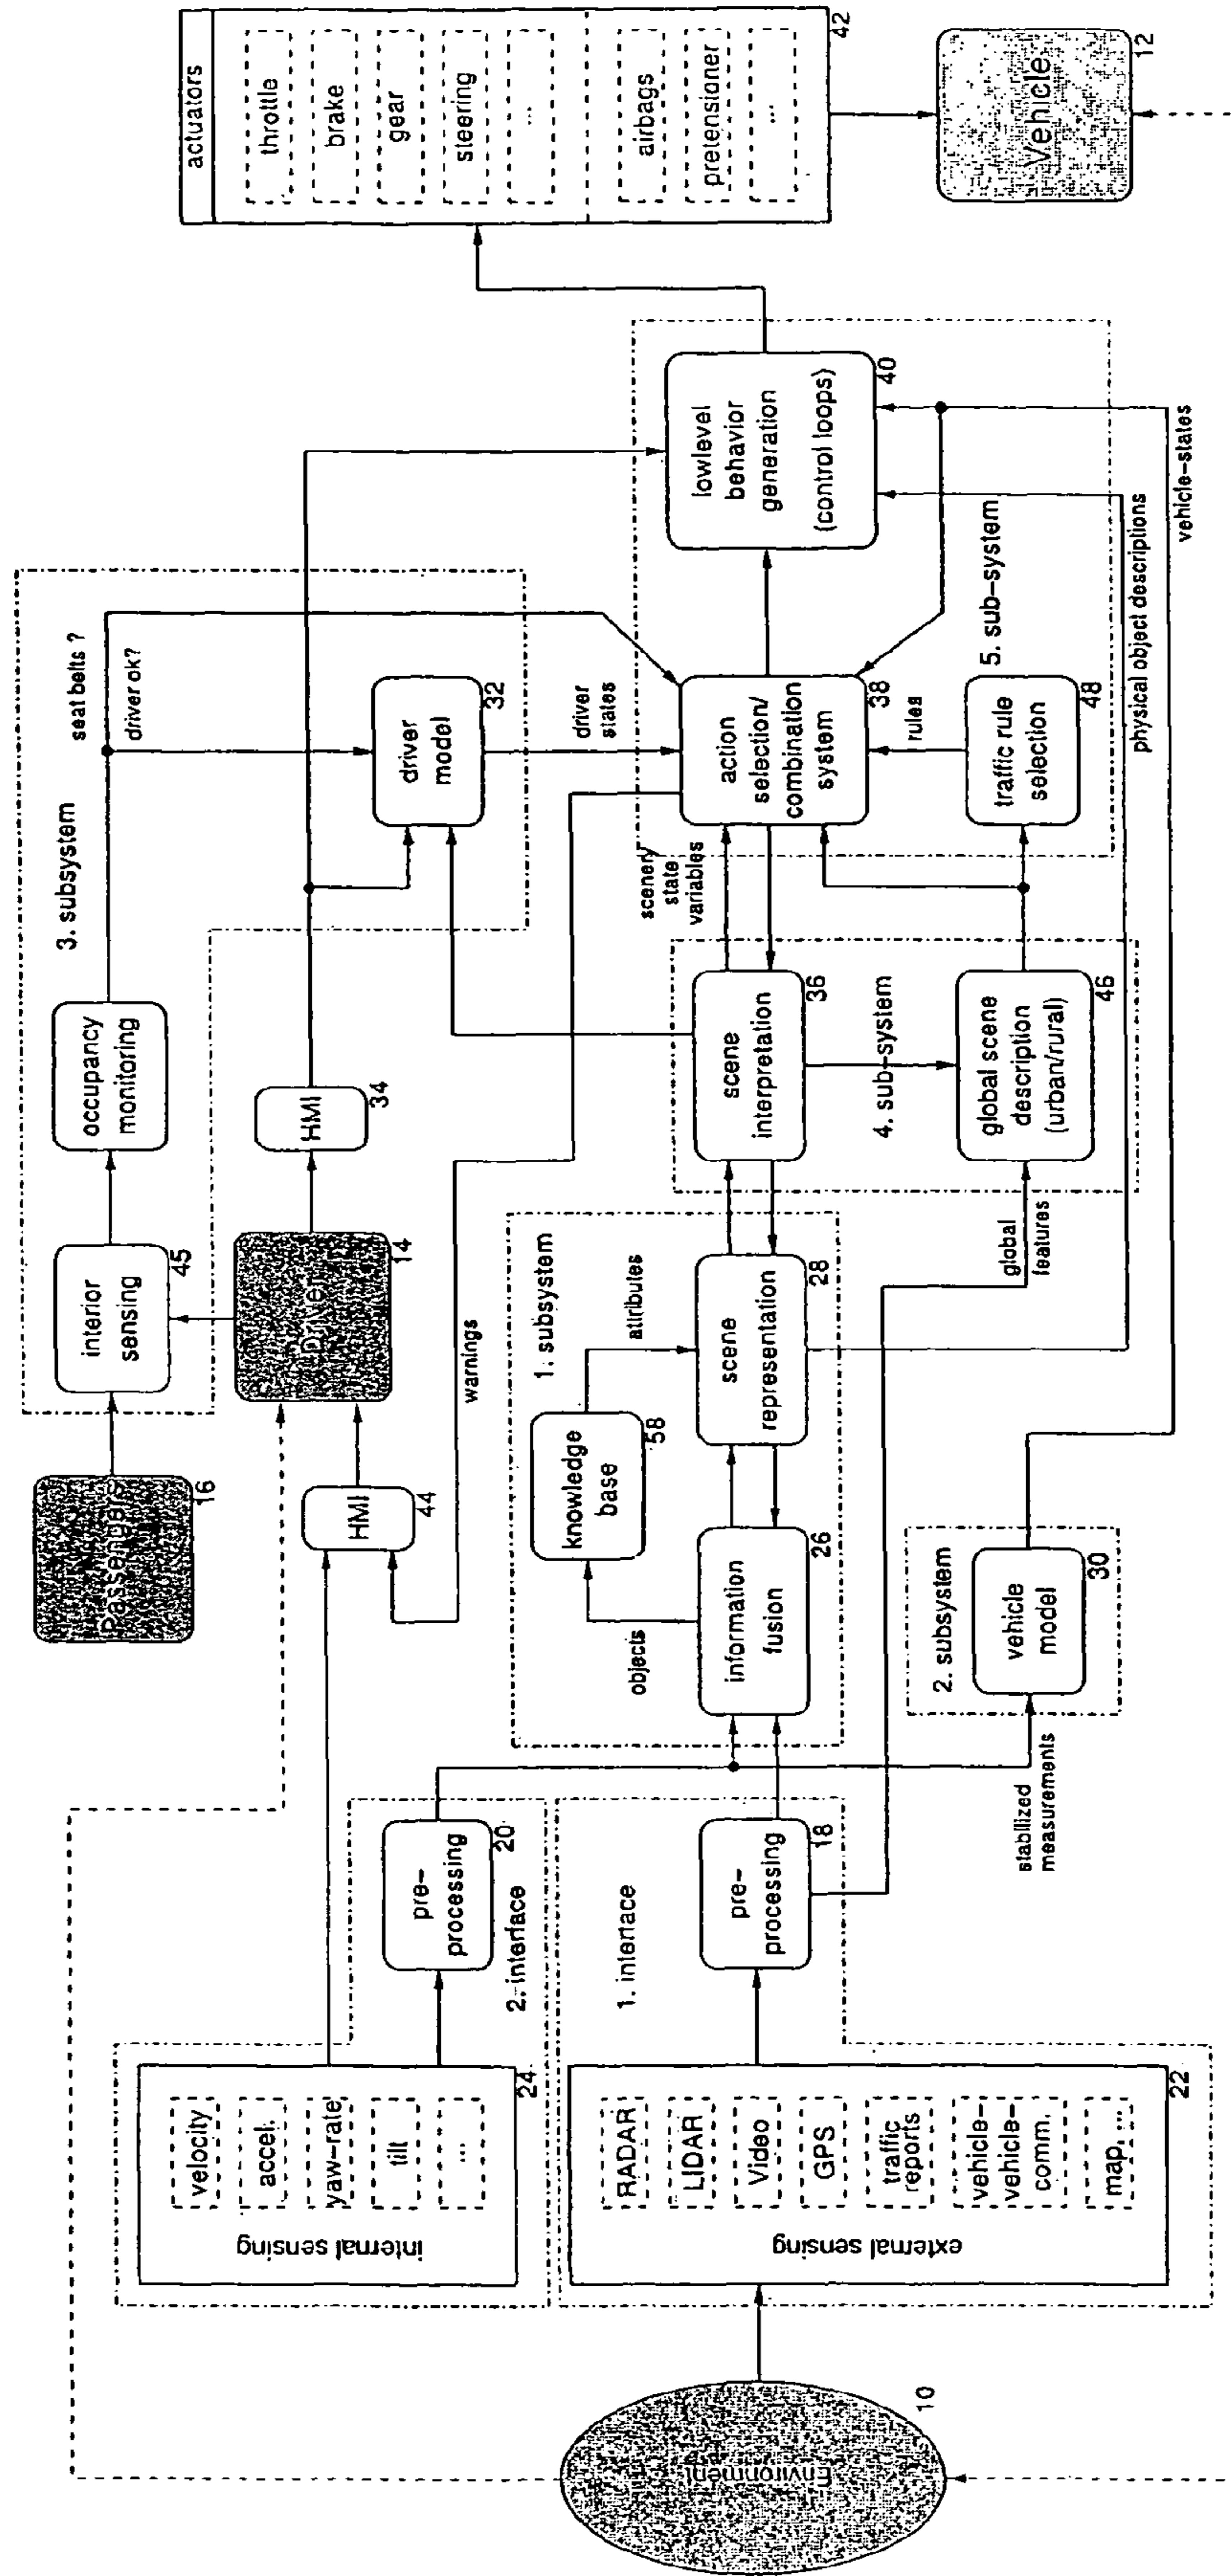 Environment
10
external sensing
RADAR
LIDAR
Video
GPS
traffic
reports
vehicle-
vehicle-
comm.
map, ...
22
internal sensing
velocity
accel.
yaw-rate
tilt
...
24
1. interface
pre-
processing
18
2. interface
pre-
processing
20
stabilized
measurements
Passengers
16
HMI
44
warnings
interior
sensing
45
Driver
14
occupancy
monitoring
3. subsystem
HMI
34
seat belts ?
driver ok?
driver
model
32
driver
states
1. subsystem
objects
knowledge
base
58
attributes
information
fusion
26
scene
representation
28
2. subsystem
vehicle
model
30
global
features
4. sub-system
scene
interpretation
36
global scene
description
(urban/rural)
46
scenery
state
variables
5. sub-system
action
selection/
combination
system
38
rules
traffic rule
selection
48
lowlevel
behavior
generation
(control loops)
40
physical object descriptions
vehicle-states
actuators
throttle
brake
gear
steering
...
airbags
pretensioner
...
42
Vehicle
12